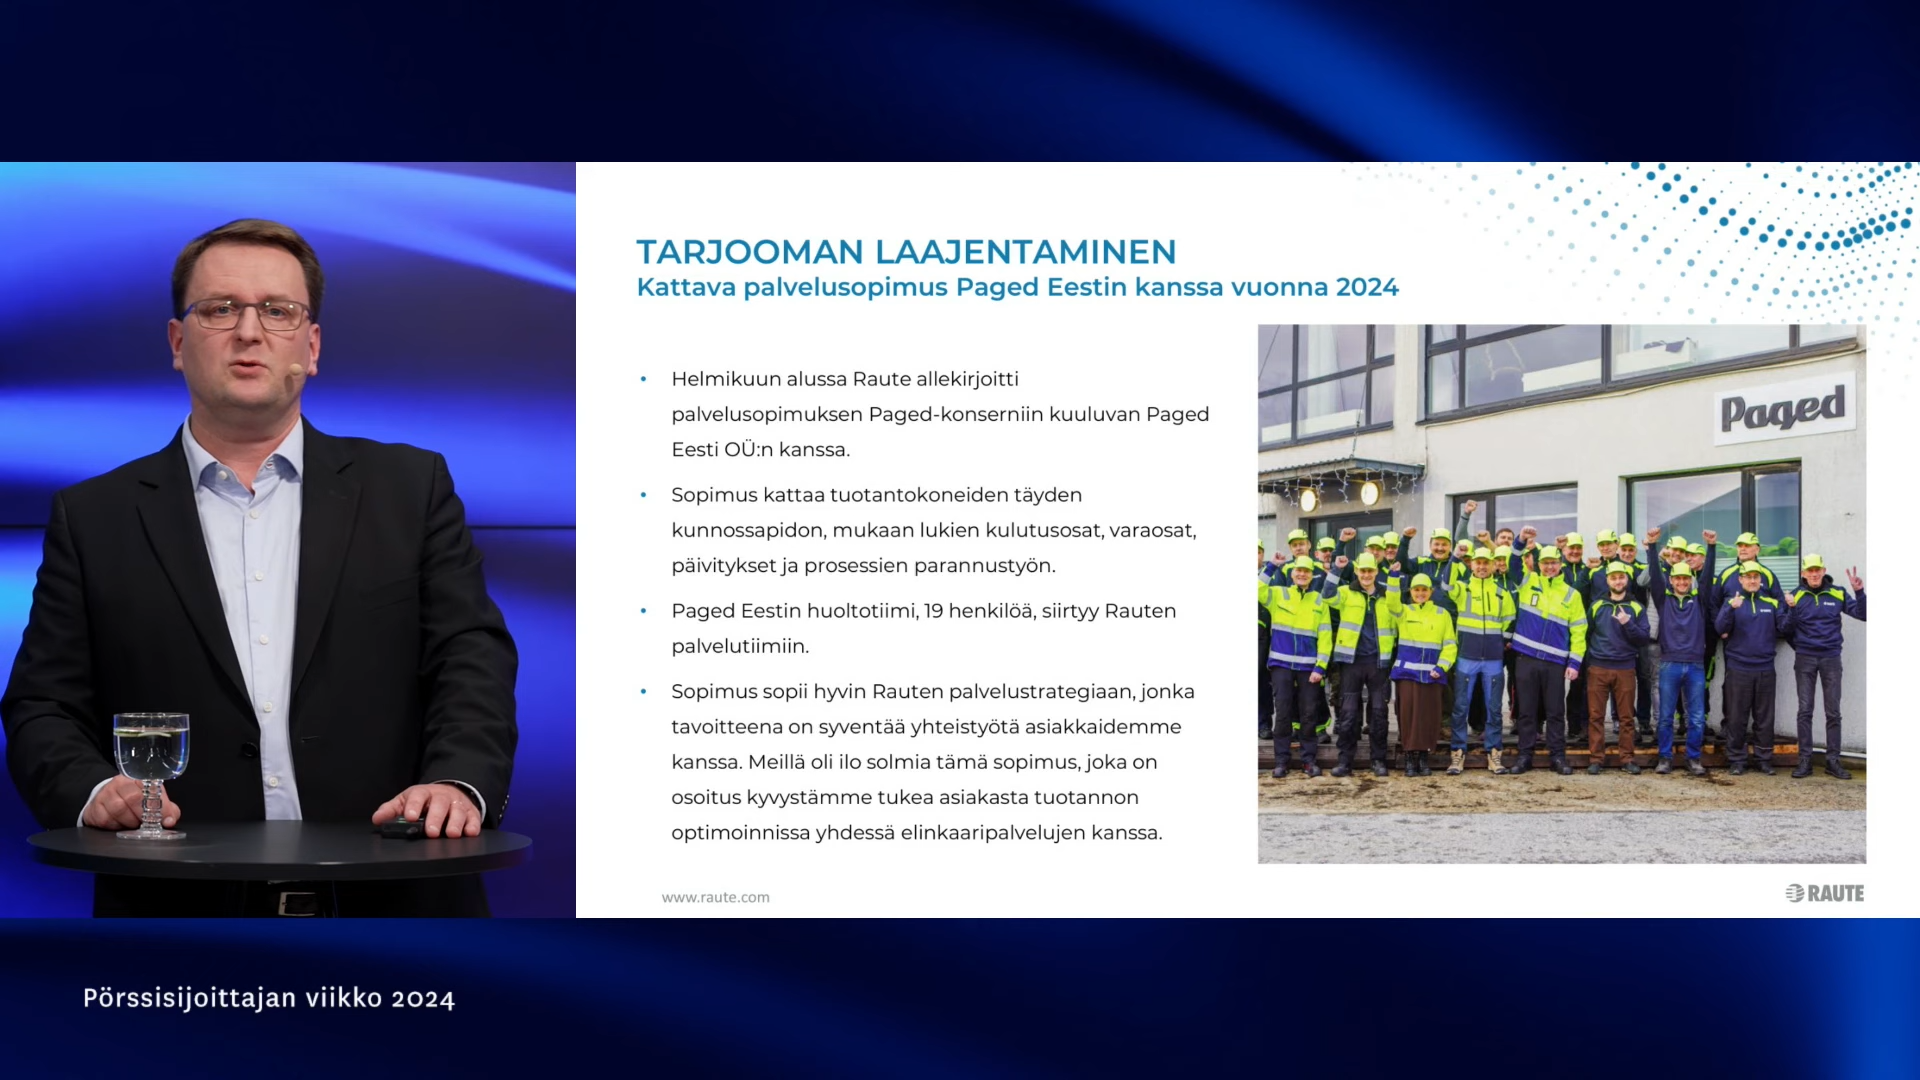 TARJOOMAN LAAJENTAMINEN
Kattava palvelusopimus Paged Eestin kanssa vuonna 2024
• Helmikuun alussa Raute allekirjoitti
palvelusopimuksen Paged-konserniin kuuluvan Paged
Eesti OÜ:n kanssa.
• Sopimus kattaa tuotantokoneiden täyden
kunnossapidon, mukaan lukien kulutusosat, varaosat,
päivitykset ja prosessien parannustyön.
• Paged Eestin huoltotiimi, 19 henkilöä, siirtyy Rauten
palvelutiimiin.
• Sopimus sopii hyvin Rauten palvelustrategiaan, jonka
tavoitteena on syventää yhteistyötä asiakkaidemme
kanssa. Meillä oli ilo solmia tämä sopimus, joka on
osoitus kyvystämme tukea asiakasta tuotannon
optimoinnissa yhdessä elinkaaripalvelujen kanssa.
Paged
www.raute.com
RAUTE
Pörssisijoittajan viikko 2024